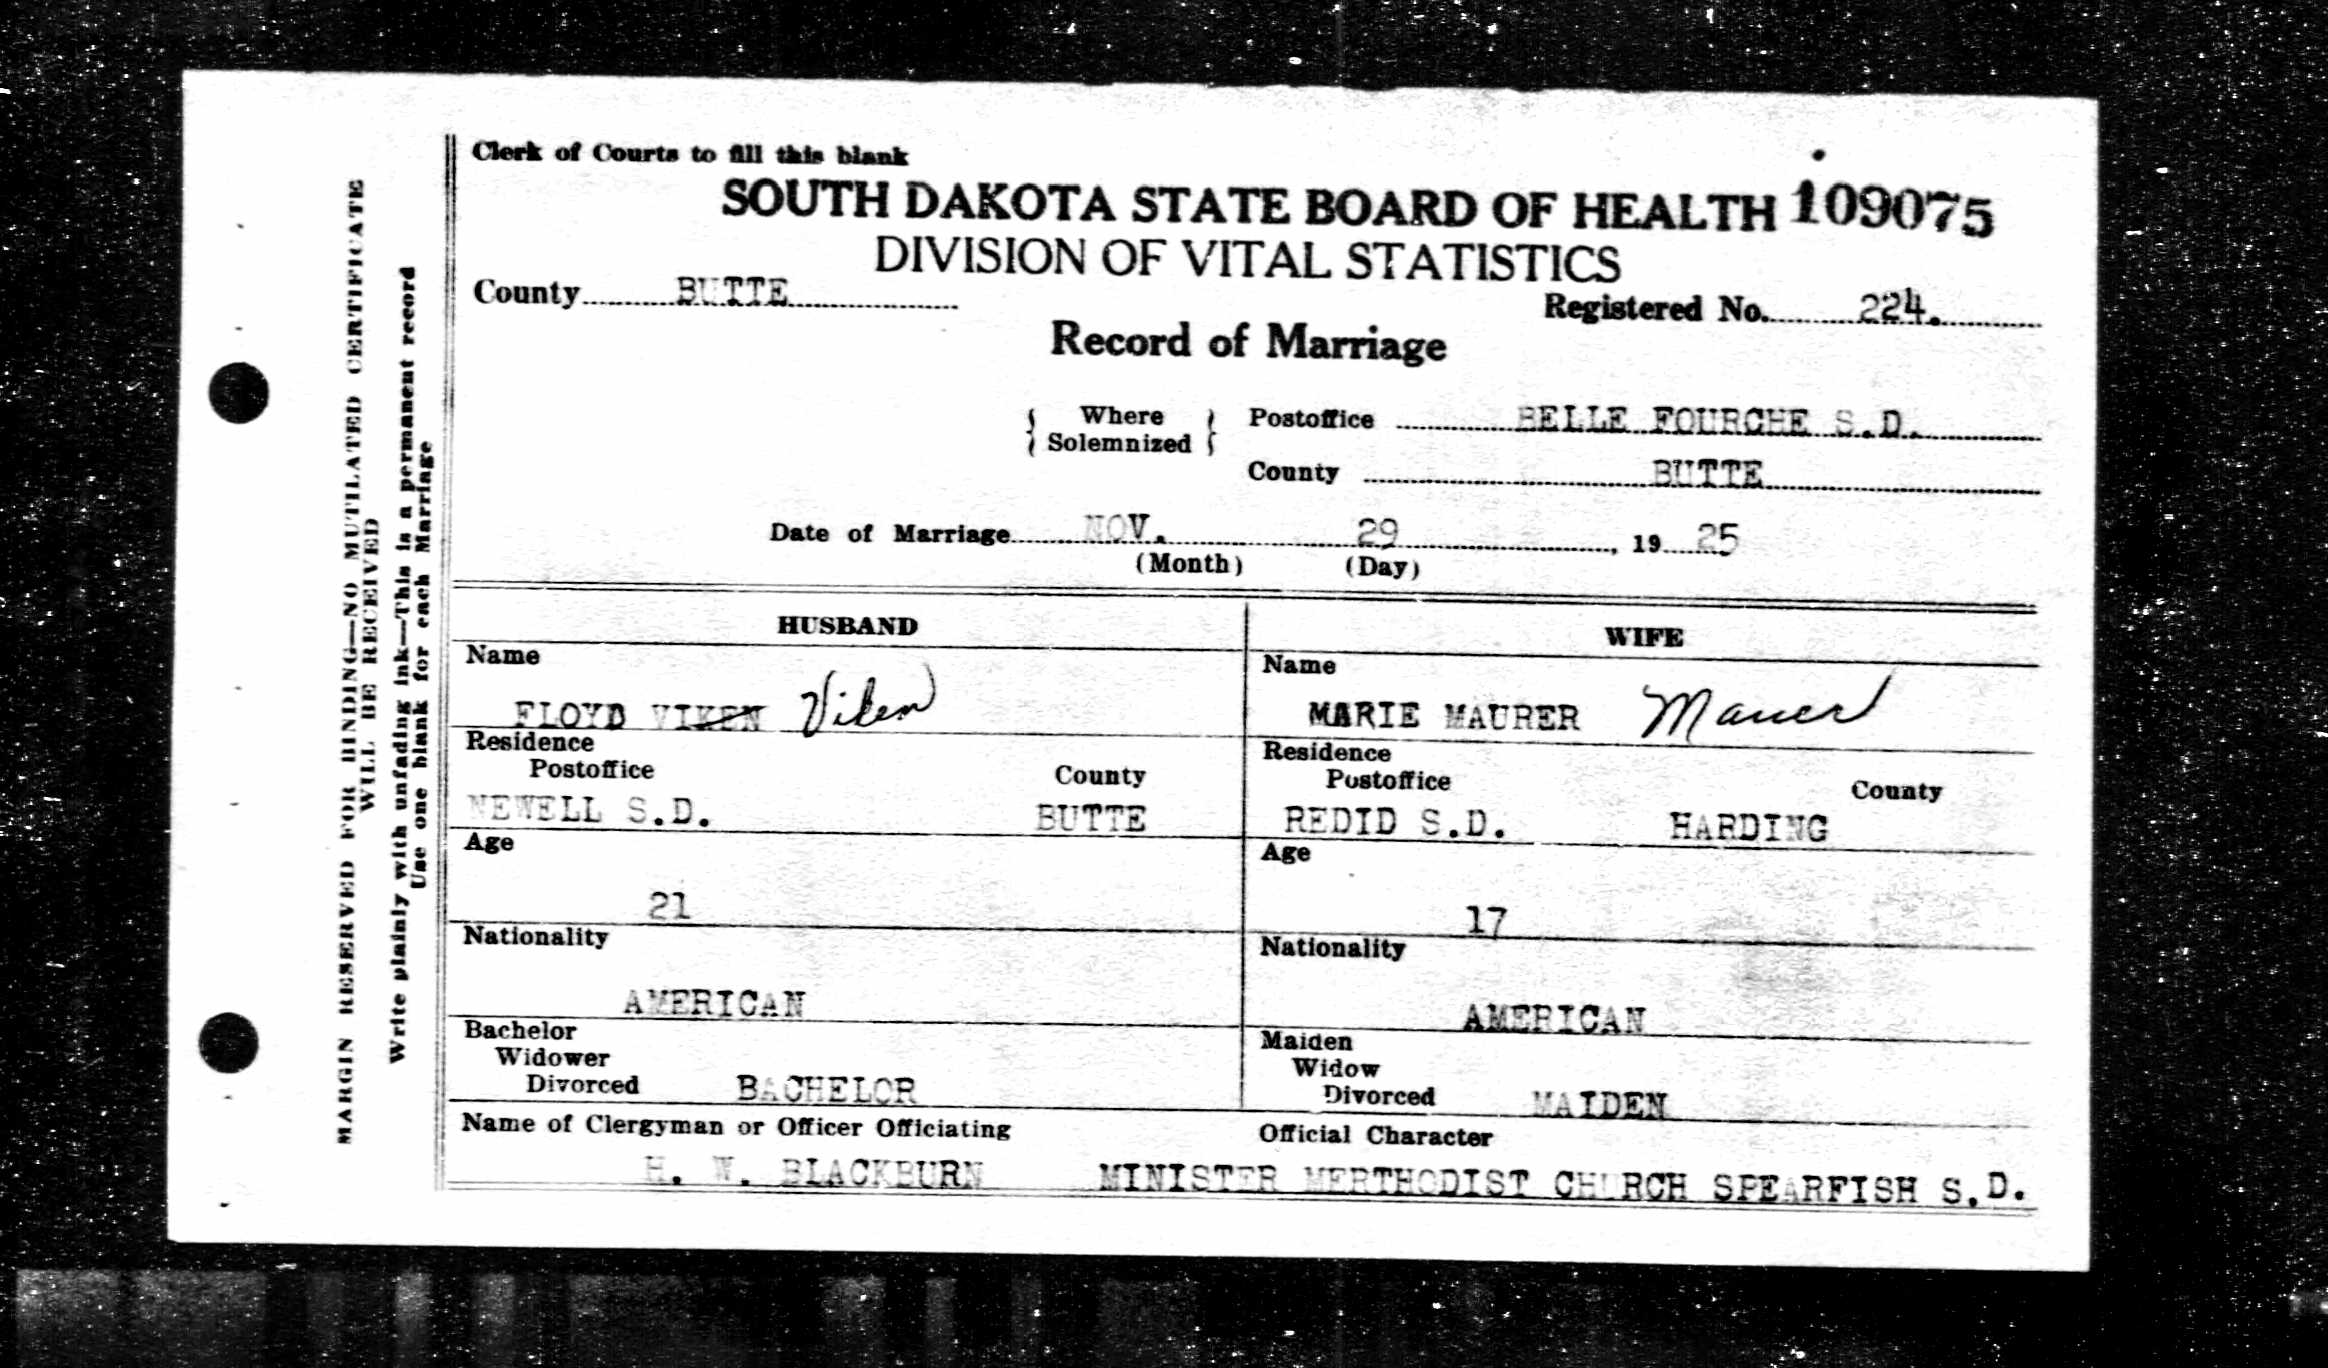 Clerk of Courts to fill this blank
SOUTH DAKOTA STATE BOARD OF HEALTH 109075
DIVISION OF VITAL STATISTICS
County BUTTE
Registered No. 224.
Record of Marriage
Where Solemnized
Postoffice BELLE FOURCHE S.D.
County BUTTE
Date of Marriage NOV. 29, 1925
(Month) (Day)
HUSBAND
Name
FLOYD VIKEN Viken
Residence
Postoffice County
NEWELL S.D. BUTTE
Age
21
Nationality
AMERICAN
Bachelor
Widower
Divorced BACHELOR
WIFE
Name
MARIE MAURER Maurer
Residence
Postoffice County
REDID S.D. HARDING
Age
17
Nationality
AMERICAN
Maiden
Widow
Divorced MAIDEN
Name of Clergyman or Officer Officiating Official Character
H. W. BLACKBURN MINISTER MERTHODIST CHURCH SPEARFISH S.D.
MARGIN RESERVED FOR BINDING—NO MUTILATED CERTIFICATE
WILL BE RECEIVED
Write plainly with unfading ink—This is a permanent record
Use one blank for each Marriage